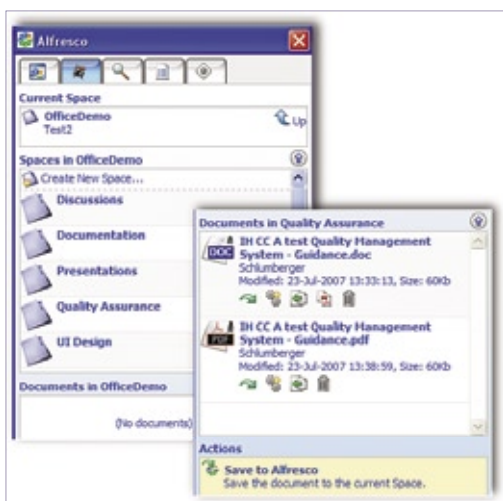 Alfresco
Current Space
OfficeDemo
Test2
Up
Spaces in OfficeDemo
Create New Space...
Discussions
Documentation
Presentations
Quality Assurance
UI Design
Documents in OfficeDemo
(No documents)
Documents in Quality Assurance
DOC
IH CC A test Quality Management
System - Guidance.doc
Schlumberger
Modified: 23-Jul-2007 13:33:13, Size: 60Kb
PDF
IH CC A test Quality Management
System - Guidance.pdf
Schlumberger
Modified: 23-Jul-2007 13:38:59, Size: 60Kb
Actions
Save to Alfresco
Save the document to the current Space.